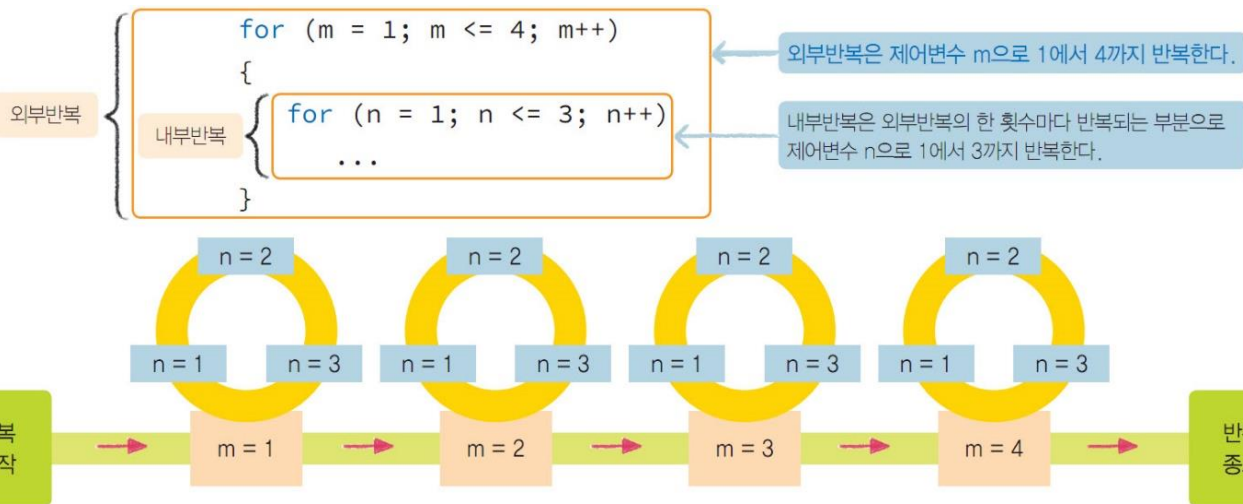 for (m = 1; m <= 4; m++)
외부반복은 제어변수 m으로 1에서 4까지 반복한다.
{
외부반복
내부반복
for (n = 1; n <= 3; n++)
내부반복은 외부반복의 한 횟수마다 반복되는 부분으로
제어변수 n으로 1에서 3까지 반복한다.
...
}
n = 2 n = 2 n = 2 n = 2
n = 1 n = 3 n = 1 n = 3 n = 1 n = 3 n = 1 n = 3
복
작
m = 1 m = 2 m = 3 m = 4